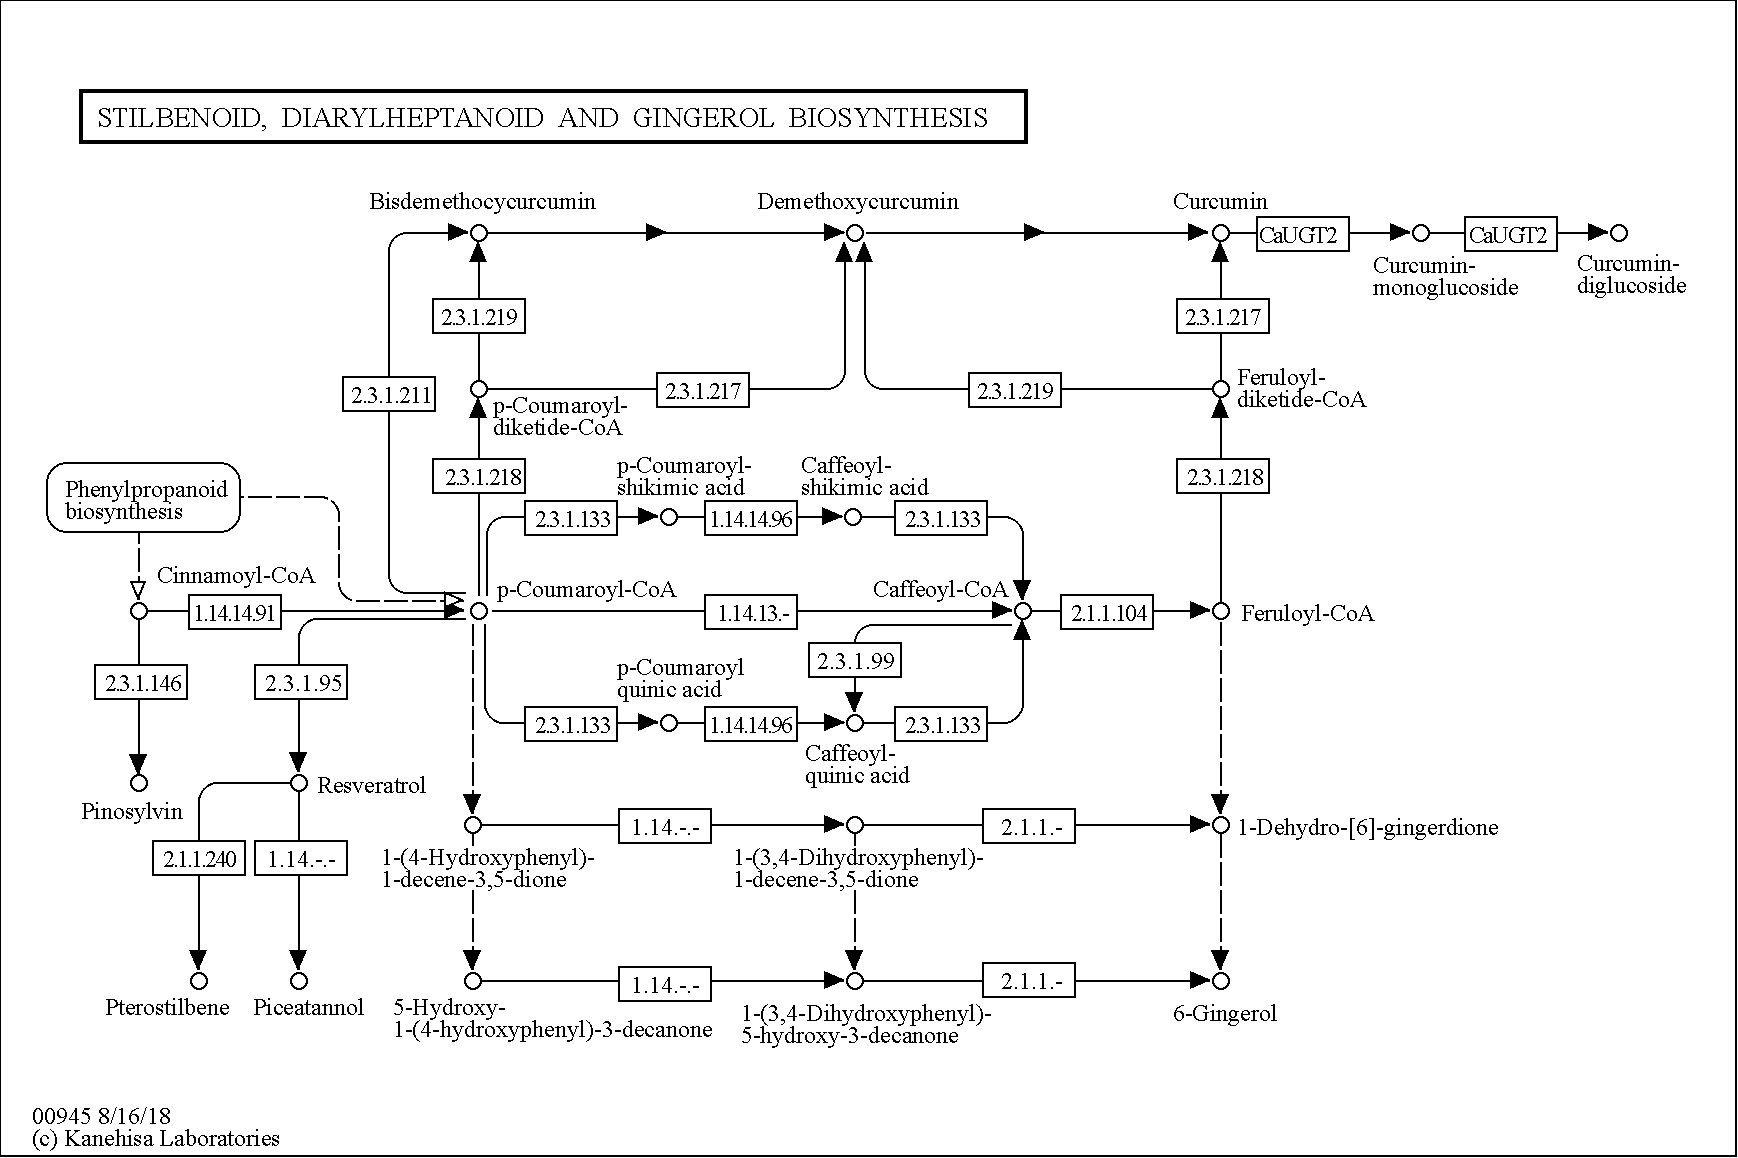 STILBENOID, DIARYLHEPTANOID AND GINGEROL BIOSYNTHESIS
Bisdemethocycurcumin
Demethoxycurcumin
Curcumin
CaUGT2
CaUGT2
Curcumin-
monoglucoside
Curcumin-
diglucoside
2.3.1.219
2.3.1.217
2.3.1.211
2.3.1.217
2.3.1.219
p-Coumaroyl-
diketide-CoA
Feruloyl-
diketide-CoA
2.3.1.218
p-Coumaroyl-
shikimic acid
Caffeoyl-
shikimic acid
2.3.1.218
Phenylpropanoid
biosynthesis
2.3.1.133
1.14.14.96
2.3.1.133
Cinnamoyl-CoA
p-Coumaroyl-CoA
Caffeoyl-CoA
1.14.14.91
1.14.13.-
2.1.1.104
Feruloyl-CoA
2.3.1.146
2.3.1.95
p-Coumaroyl
quinic acid
2.3.1.99
2.3.1.133
1.14.14.96
2.3.1.133
Caffeoyl-
quinic acid
Pinosylvin
Resveratrol
1.14.-.-
2.1.1.-
1-Dehydro-[6]-gingerdione
2.1.1.240
1.14.-.-
1-(4-Hydroxyphenyl)-
1-decene-3,5-dione
1-(3,4-Dihydroxyphenyl)-
1-decene-3,5-dione
1.14.-.-
2.1.1.-
Pterostilbene
Piceatannol
5-Hydroxy-
1-(4-hydroxyphenyl)-3-decanone
1-(3,4-Dihydroxyphenyl)-
5-hydroxy-3-decanone
6-Gingerol
00945 8/16/18
(c) Kanehisa Laboratories